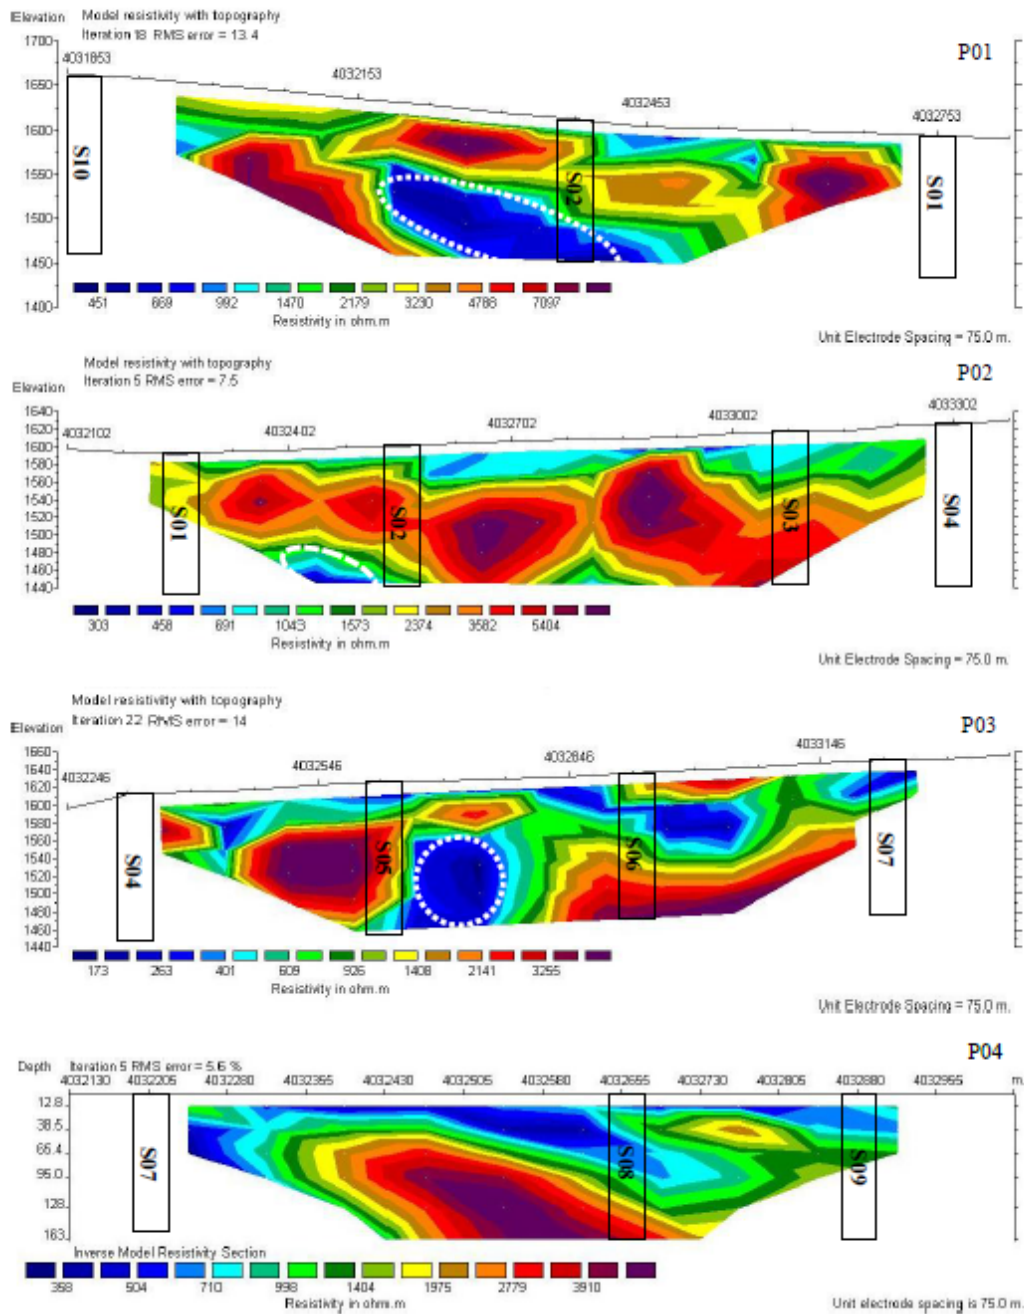 Elevation Model resistivity with topography
Iteration 18 RMS error = 13.4
P01
1700
4031853
4032153
1650
4032453
4032753
1600
S10
S02
S01
1550
1500
1450
1400
451 669 992 1470 2179 3230 4786 7097
Resistivity in ohm.m
Unit Electrode Spacing = 75.0 m.
Model resistivity with topography
P02
Elevation Iteration 5 RMS error = 7.5
1640
4032102 4032402 4032702 4033002 4033302
1620
1600
1580
1560
1540
S01 S02 S03 S04
1520
1500
1480
1460
1440
303 458 691 1043 1573 2374 3582 5404
Resistivity in ohm.m
Unit Electrode Spacing = 75.0 m.
Model resistivity with topography
Elevation Iteration 22 RMS error = 14
P03
1660
4032246 4032546 4032846 4033146
1640
1620
1600
1580
1560
S04 S05 S06 S07
1540
1520
1500
1480
1460
1440
173 263 401 609 926 1408 2141 3255
Resistivity in ohm.m
Unit Electrode Spacing = 75.0 m.
P04
Depth Iteration 5 RMS error = 5.6 %
4032130 4032205 4032280 4032355 4032430 4032505 4032580 4032655 4032730 4032805 4032880 4032955 m.
12.8
38.5
65.4
S07 S08 S09
95.0
128.
163.
Inverse Model Resistivity Section
358 504 710 998 1404 1975 2779 3910
Resistivity in ohm.m
Unit electrode spacing is 75.0 m.